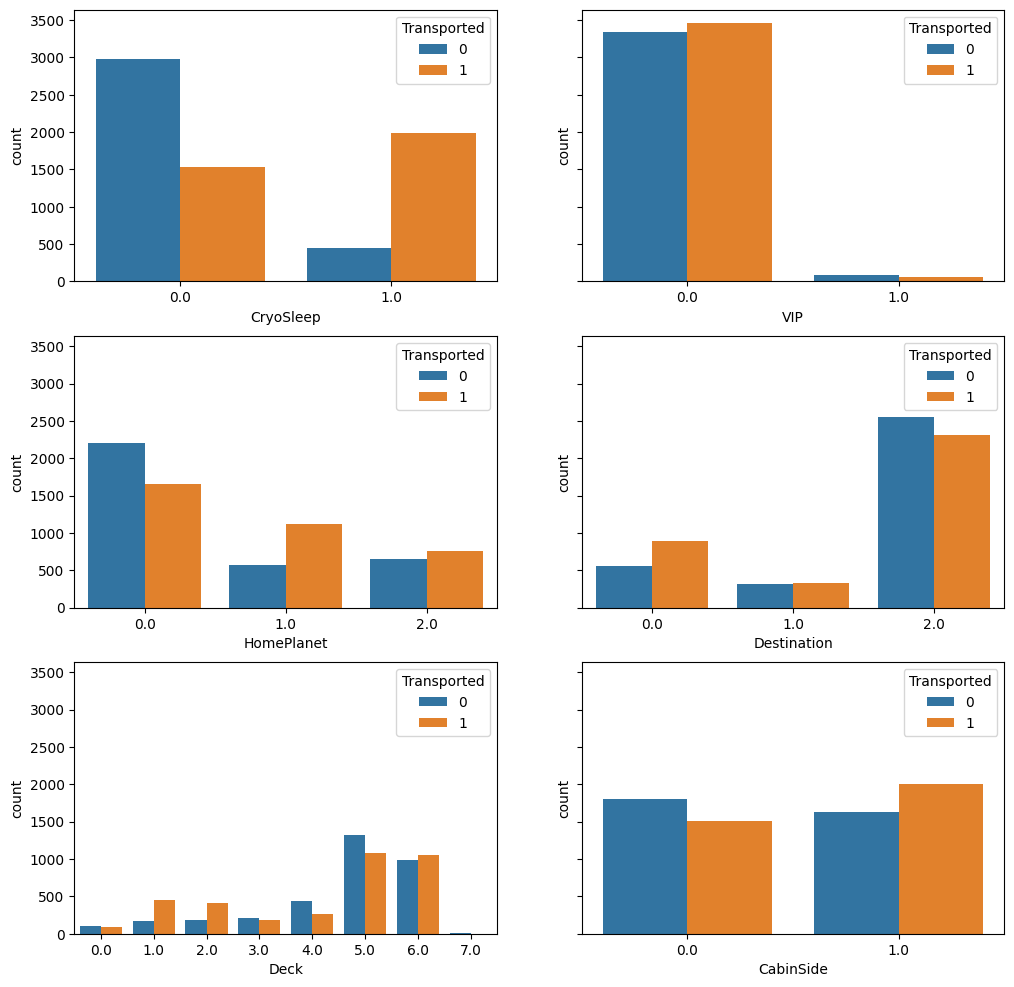 3500
3000
2500
2000
1500
1000
500
0
count
Transported
0
1
0.0 1.0
CryoSleep
count
Transported
0
1
0.0 1.0
VIP
3500
3000
2500
2000
1500
1000
500
0
count
Transported
0
1
0.0 1.0 2.0
HomePlanet
count
Transported
0
1
0.0 1.0 2.0
Destination
3500
3000
2500
2000
1500
1000
500
0
count
Transported
0
1
0.0 1.0 2.0 3.0 4.0 5.0 6.0 7.0
Deck
count
Transported
0
1
0.0 1.0
CabinSide